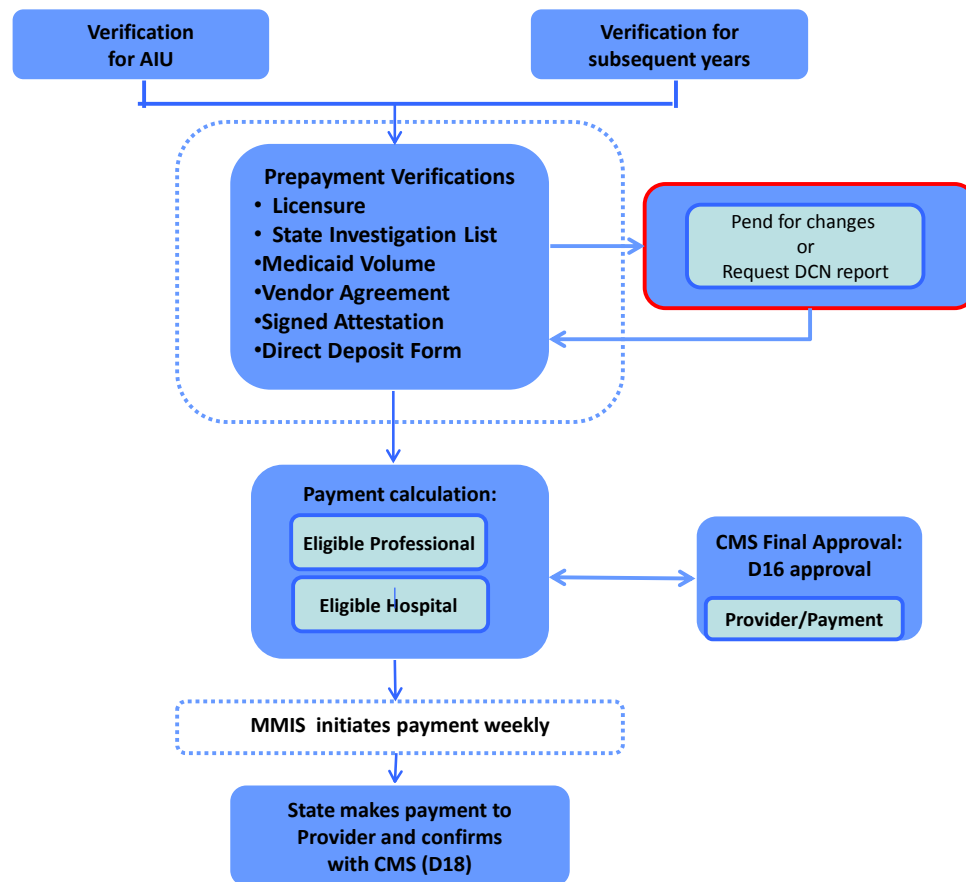 Verification
for AIU
Verification for
subsequent years
Prepayment Verifications
• Licensure
• State Investigation List
•Medicaid Volume
•Vendor Agreement
•Signed Attestation
•Direct Deposit Form
Pend for changes
or
Request DCN report
Payment calculation:
Eligible Professional
Eligible Hospital
CMS Final Approval:
D16 approval
Provider/Payment
MMIS initiates payment weekly
State makes payment to
Provider and confirms
with CMS (D18)